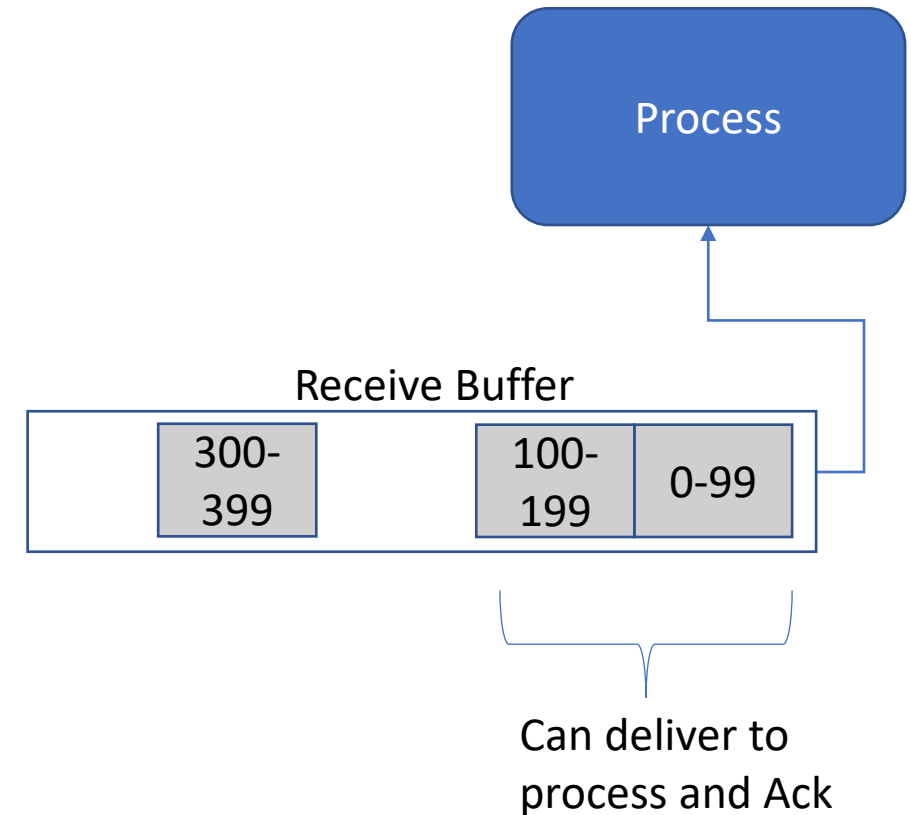 Process
Receive Buffer
300-
399
100-
199
0-99
Can deliver to
process and Ack